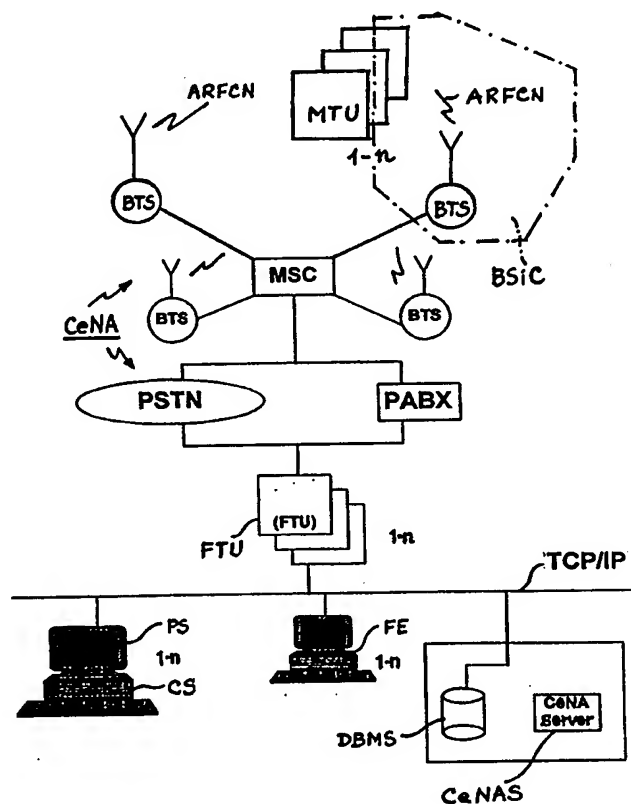 ARFCN
MTU
ARFCN
1-n
BTS
BTS
BSiC
MSC
CeNA
BTS
BTS
PSTN
PABX
(FTU)
FTU
1-n
TCP/IP
PS
FE
1-n
1-n
CS
DBMS
CeNA
Server
CeNAS